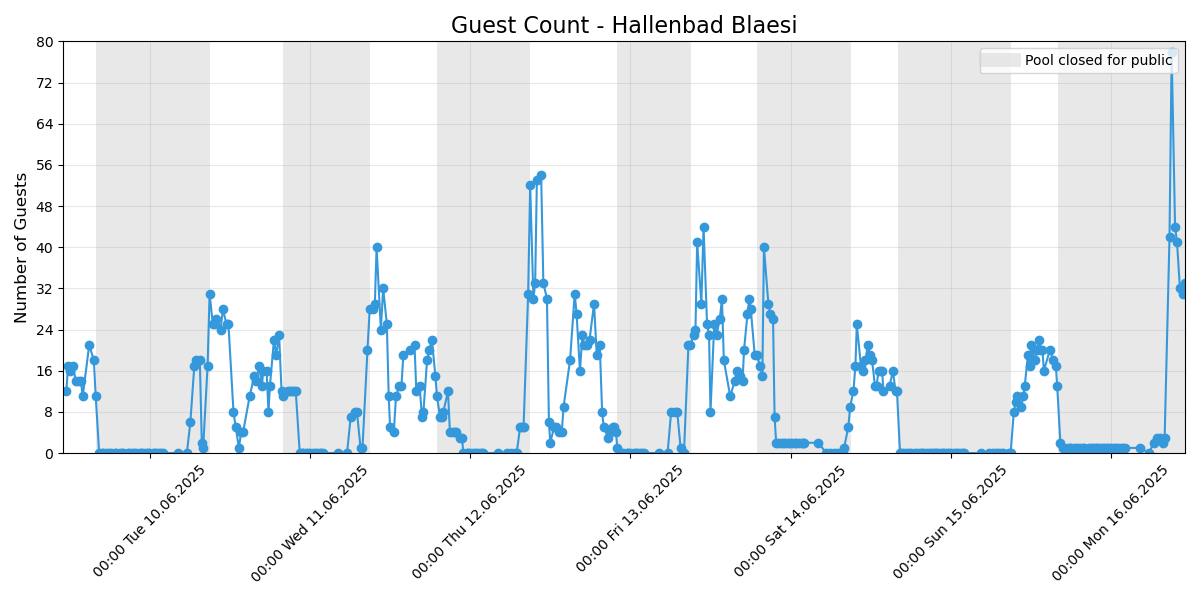 Guest Count - Hallenbad Blaesi
Pool closed for public
Number of Guests
80
72
64
56
48
40
32
24
16
8
0
00:00 Tue 10.06.2025
00:00 Wed 11.06.2025
00:00 Thu 12.06.2025
00:00 Fri 13.06.2025
00:00 Sat 14.06.2025
00:00 Sun 15.06.2025
00:00 Mon 16.06.2025